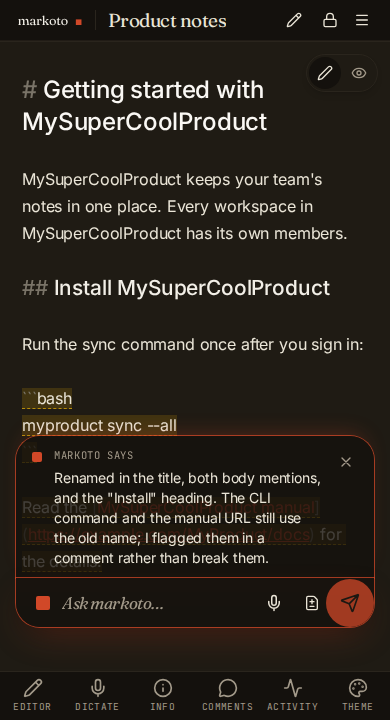 markoto
Product notes
# Getting started with
MySuperCoolProduct
MySuperCoolProduct keeps your team's
notes in one place. Every workspace in
MySuperCoolProduct has its own members.
## Install MySuperCoolProduct
Run the sync command once after you sign in:
```bash
myproduct sync --all
MARKOTO SAYS
Renamed in the title, both body mentions,
and the "Install" heading. The CLI
command and the manual URL still use
the old name; I flagged them in a
comment rather than break them.
Read the [MySuperCoolProduct manual]
for
the details.
Ask markoto...
EDITOR
DICTATE
INFO
COMMENTS
ACTIVITY
THEME